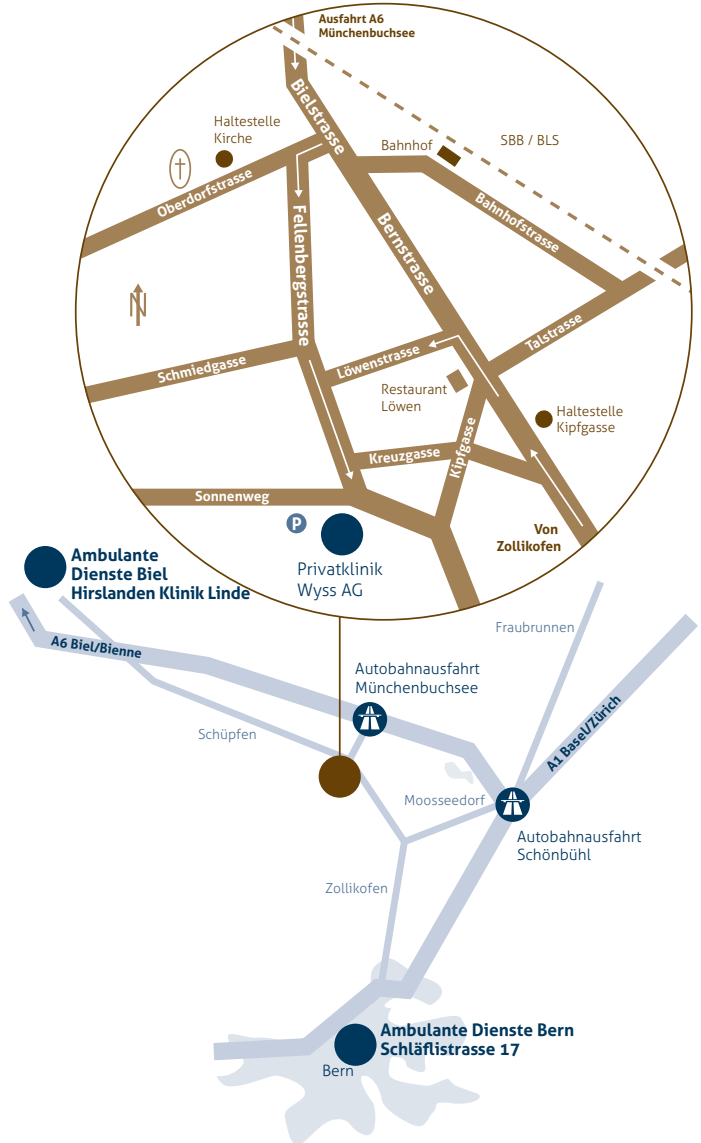 Ausfahrt A6
Münchenbuchsee
Bielstrasse
Haltestelle
Kirche
Bahnhof
SBB / BLS
Oberdorfstrasse
Fellenbergstrasse
Bernstrasse
Bahnhofstrasse
N
Talstrasse
Löwenstrasse
Schmiedgasse
Restaurant
Löwen
Haltestelle
Kipfgasse
Kreuzgasse
Kipfgasse
Sonnenweg
P
Von
Zollikofen
Privatklinik
Wyss AG
Ambulante
Dienste Biel
Hirslanden Klinik Linde
A6 Biel/Bienne
Fraubrunnen
Autobahnausfahrt
Münchenbuchsee
A1 Basel/Zürich
Schüpfen
Moosseedorf
Autobahnausfahrt
Schönbühl
Zollikofen
Ambulante Dienste Bern
Schläflistrasse 17
Bern